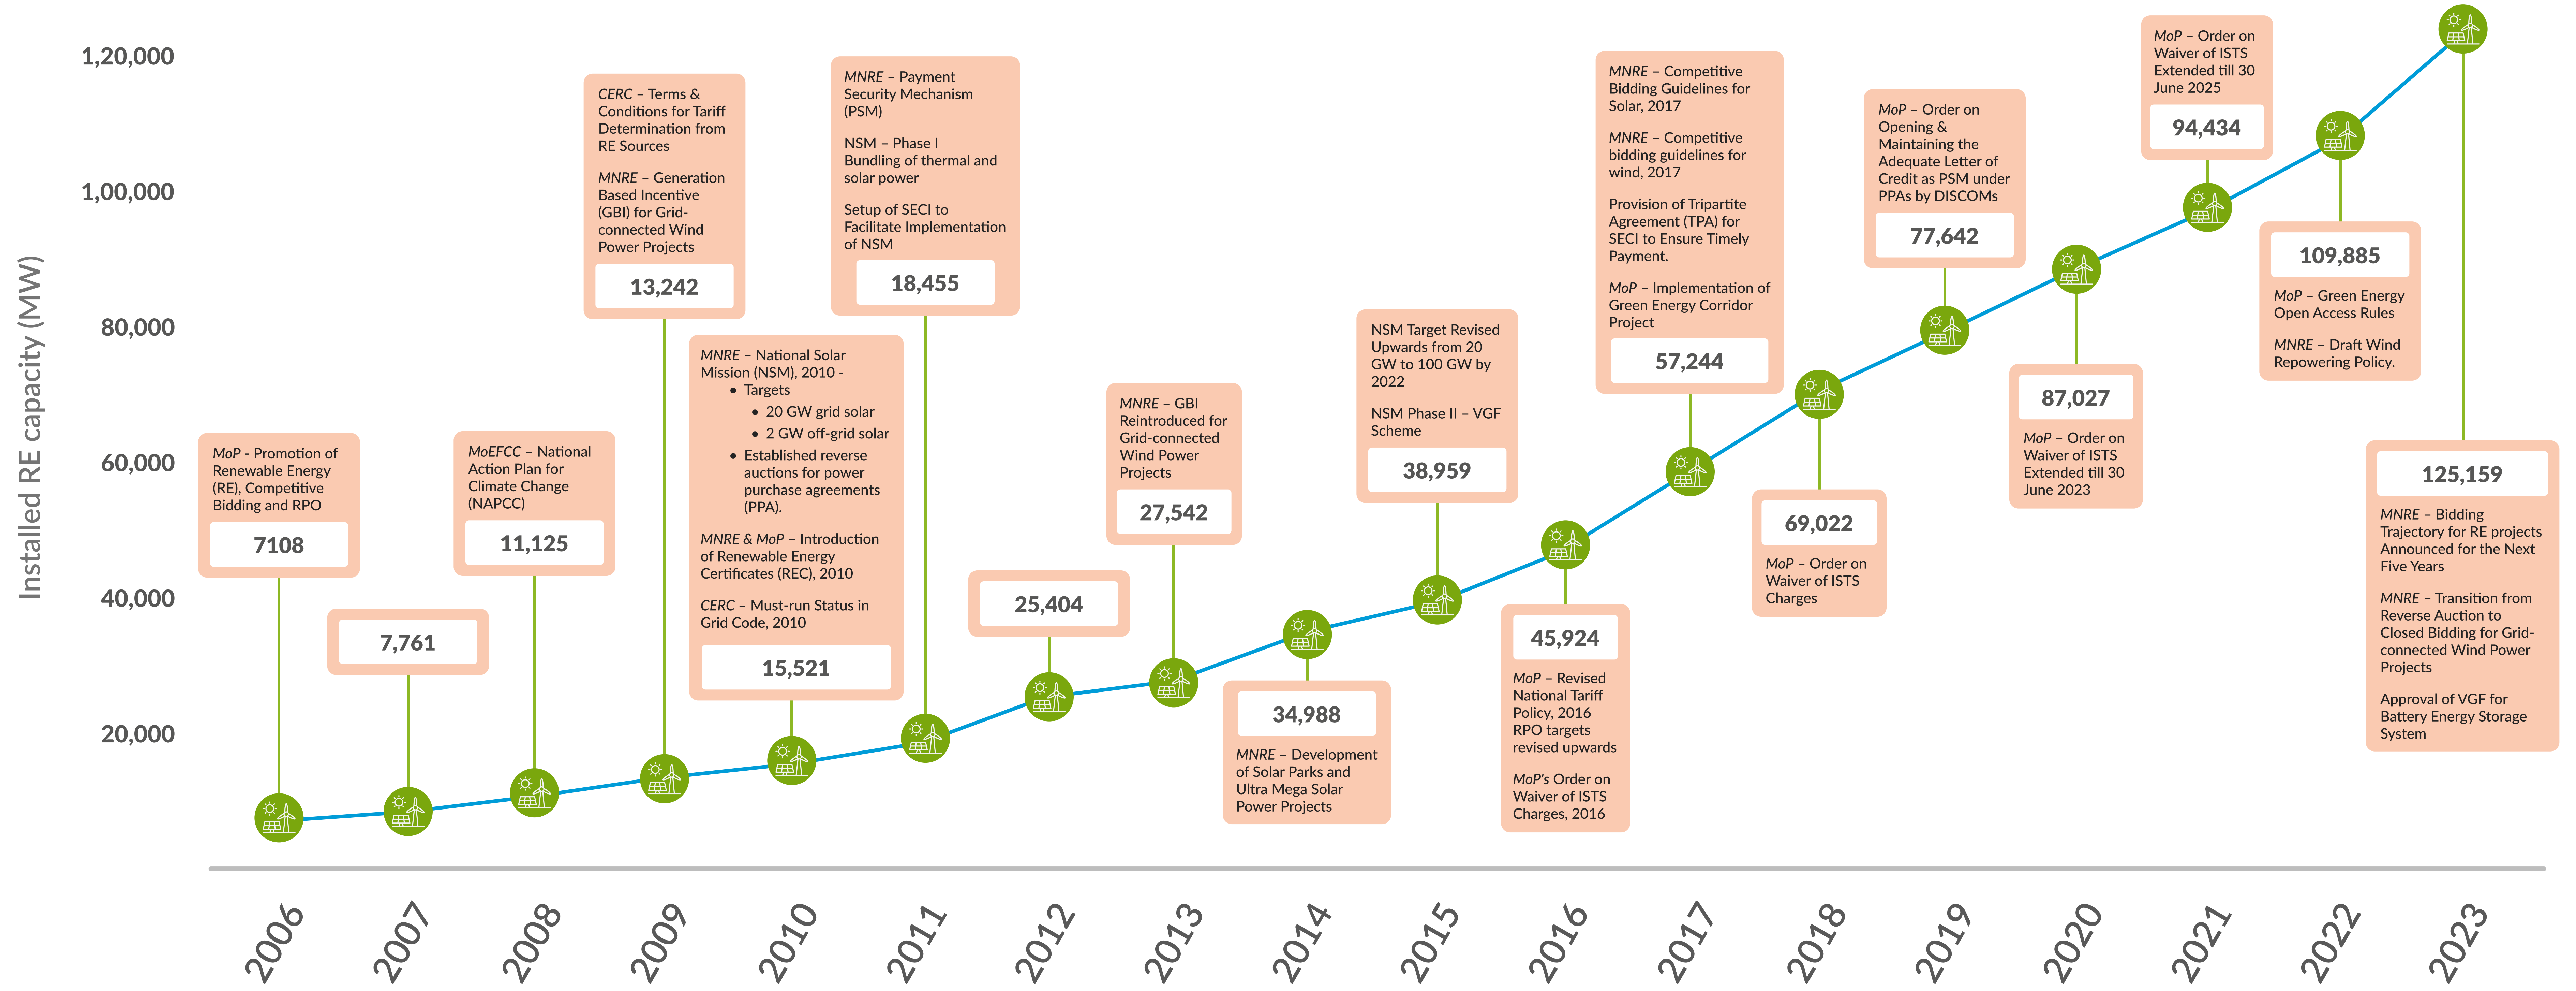 Installed RE capacity (MW)
1,20,000
1,00,000
80,000
60,000
40,000
20,000
MoP - Promotion of
Renewable Energy
(RE), Competitive
Bidding and RPO
7108
7,761
MoEFCC – National
Action Plan for
Climate Change
(NAPCC)
11,125
CERC – Terms &
Conditions for Tariff
Determination from
RE Sources
MNRE – Generation
Based Incentive
(GBI) for Grid-
connected Wind
Power Projects
13,242
MNRE – National Solar
Mission (NSM), 2010 -
• Targets
• 20 GW grid solar
• 2 GW off-grid solar
• Established reverse
auctions for power
purchase agreements
(PPA).
MNRE & MoP – Introduction
of Renewable Energy
Certificates (REC), 2010
CERC – Must-run Status in
Grid Code, 2010
15,521
MNRE – Payment
Security Mechanism
(PSM)
NSM – Phase I
Bundling of thermal and
solar power
Setup of SECI to
Facilitate Implementation
of NSM
18,455
25,404
MNRE – GBI
Reintroduced for
Grid-connected
Wind Power
Projects
27,542
34,988
MNRE – Development
of Solar Parks and
Ultra Mega Solar
Power Projects
NSM Target Revised
Upwards from 20
GW to 100 GW by
2022
NSM Phase II – VGF
Scheme
38,959
45,924
MoP – Revised
National Tariff
Policy, 2016
RPO targets
revised upwards
MoP's Order on
Waiver of ISTS
Charges, 2016
MNRE – Competitive
Bidding Guidelines for
Solar, 2017
MNRE – Competitive
bidding guidelines for
wind, 2017
Provision of Tripartite
Agreement (TPA) for
SECI to Ensure Timely
Payment.
MoP – Implementation of
Green Energy Corridor
Project
57,244
69,022
MoP – Order on
Waiver of ISTS
Charges
MoP – Order on
Opening &
Maintaining the
Adequate Letter of
Credit as PSM under
PPAs by DISCOMs
77,642
87,027
MoP – Order on
Waiver of ISTS
Extended till 30
June 2023
MoP – Order on
Waiver of ISTS
Extended till 30
June 2025
94,434
109,885
MoP – Green Energy
Open Access Rules
MNRE – Draft Wind
Repowering Policy.
125,159
MNRE – Bidding
Trajectory for RE projects
Announced for the Next
Five Years
MNRE – Transition from
Reverse Auction to
Closed Bidding for Grid-
connected Wind Power
Projects
Approval of VGF for
Battery Energy Storage
System
2006
2007
2008
2009
2010
2011
2012
2013
2014
2015
2016
2017
2018
2019
2020
2021
2022
2023